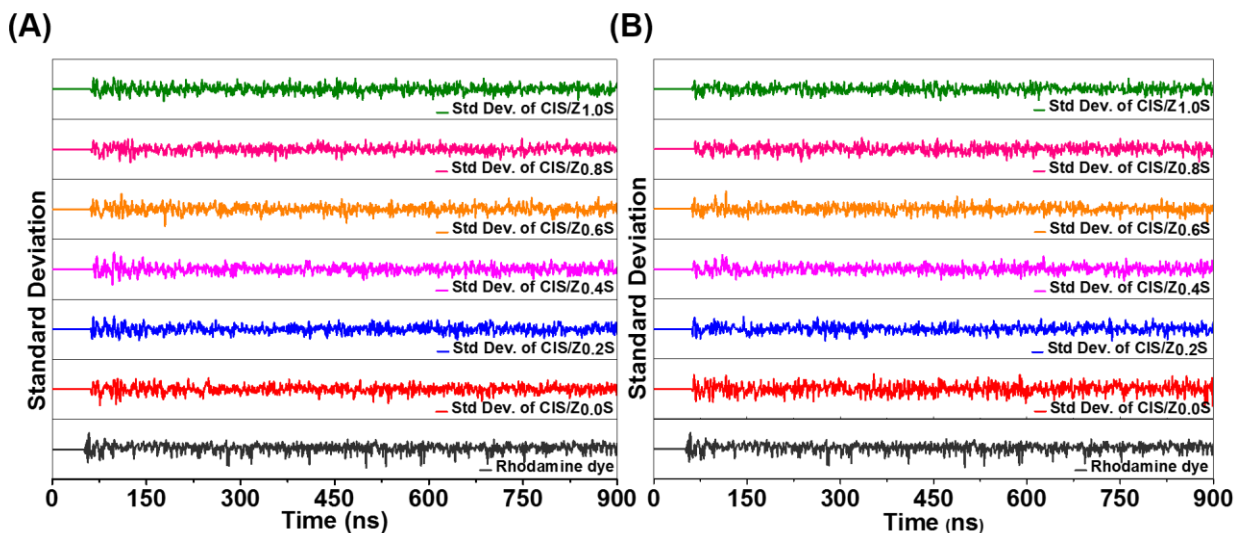 (A)
Standard Deviation
Std Dev. of CIS/Z1.0S
Std Dev. of CIS/Z0.8S
Std Dev. of CIS/Z0.6S
Std Dev. of CIS/Z0.4S
Std Dev. of CIS/Z0.2S
Std Dev. of CIS/Z0.0S
Rhodamine dye
0 150 300 450 600 750 900
Time (ns)
(B)
Standard Deviation
Std Dev. of CIS/Z1.0S
Std Dev. of CIS/Z0.8S
Std Dev. of CIS/Z0.6S
Std Dev. of CIS/Z0.4S
Std Dev. of CIS/Z0.2S
Std Dev. of CIS/Z0.0S
Rhodamine dye
0 150 300 450 600 750 900
Time (ns)